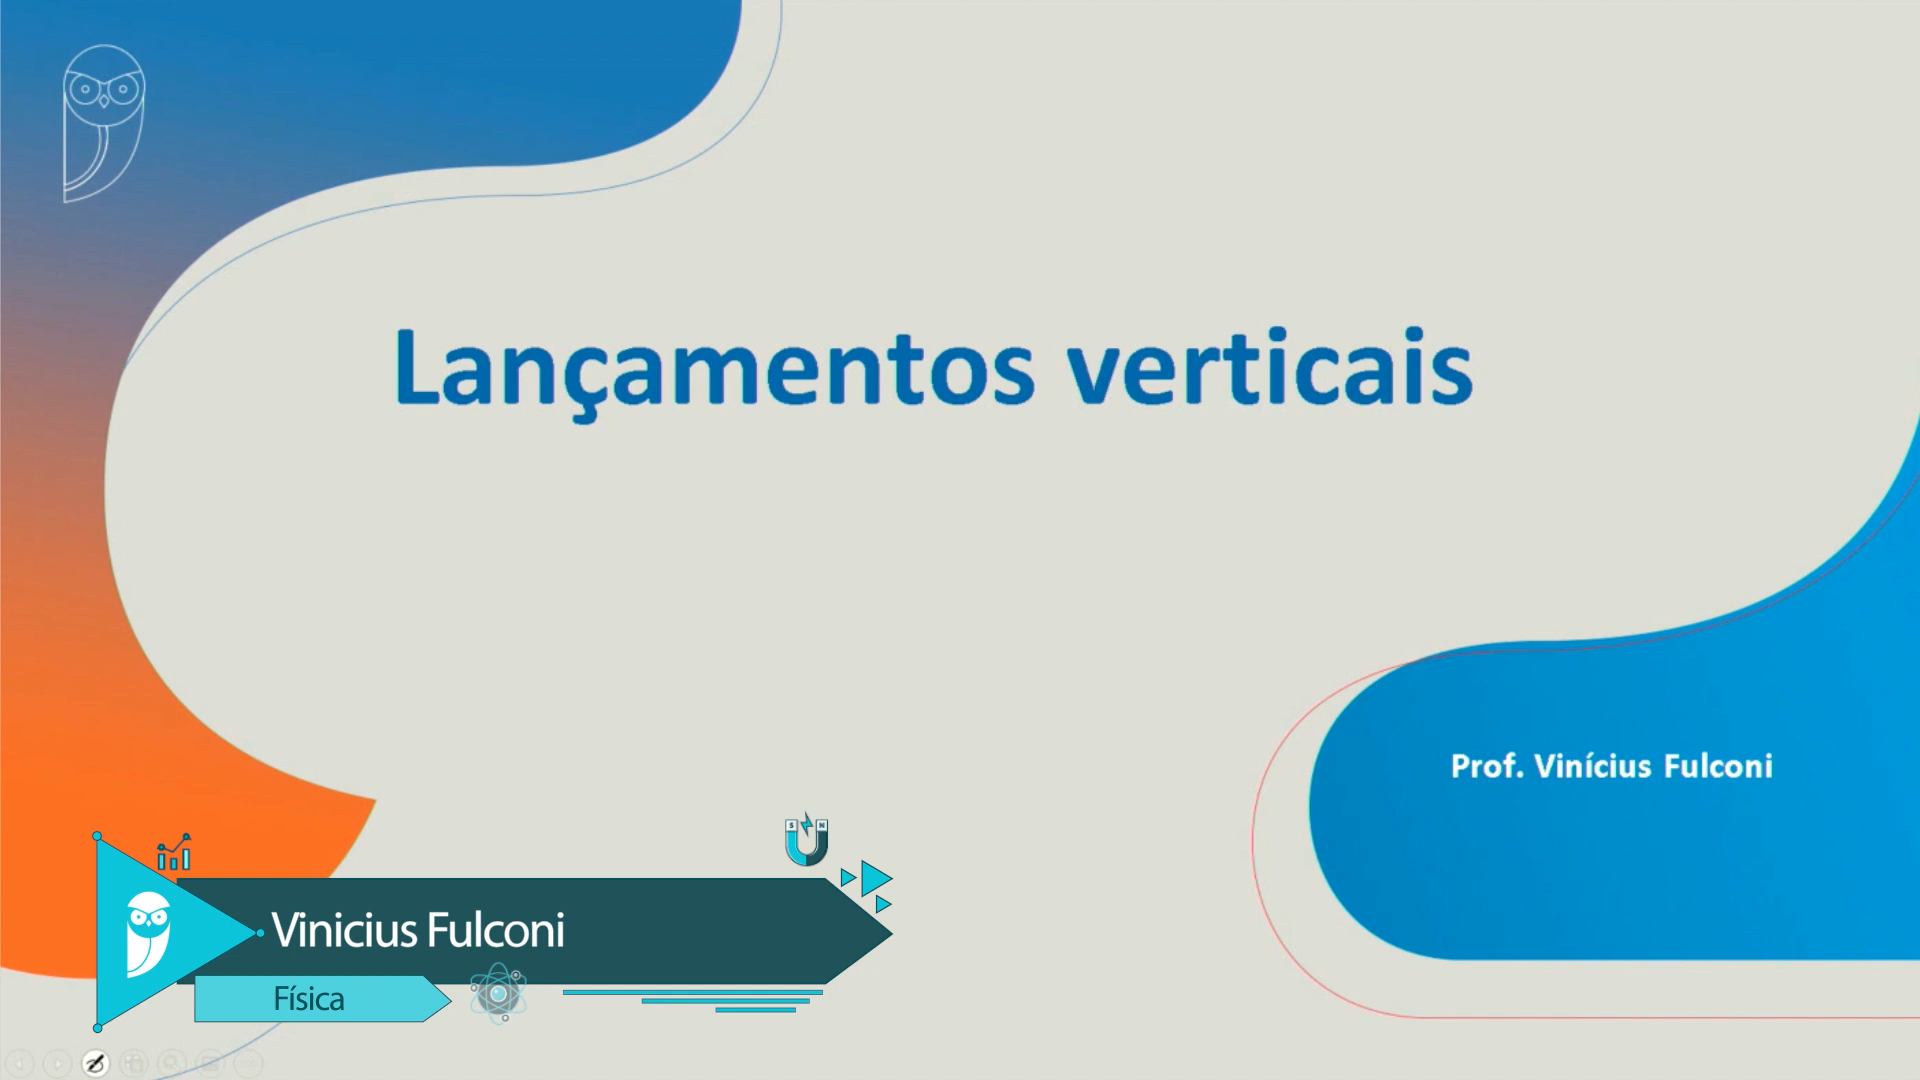 Lançamentos verticais
Prof. Vinícius Fulconi
S N
Vinicius Fulconi
Física